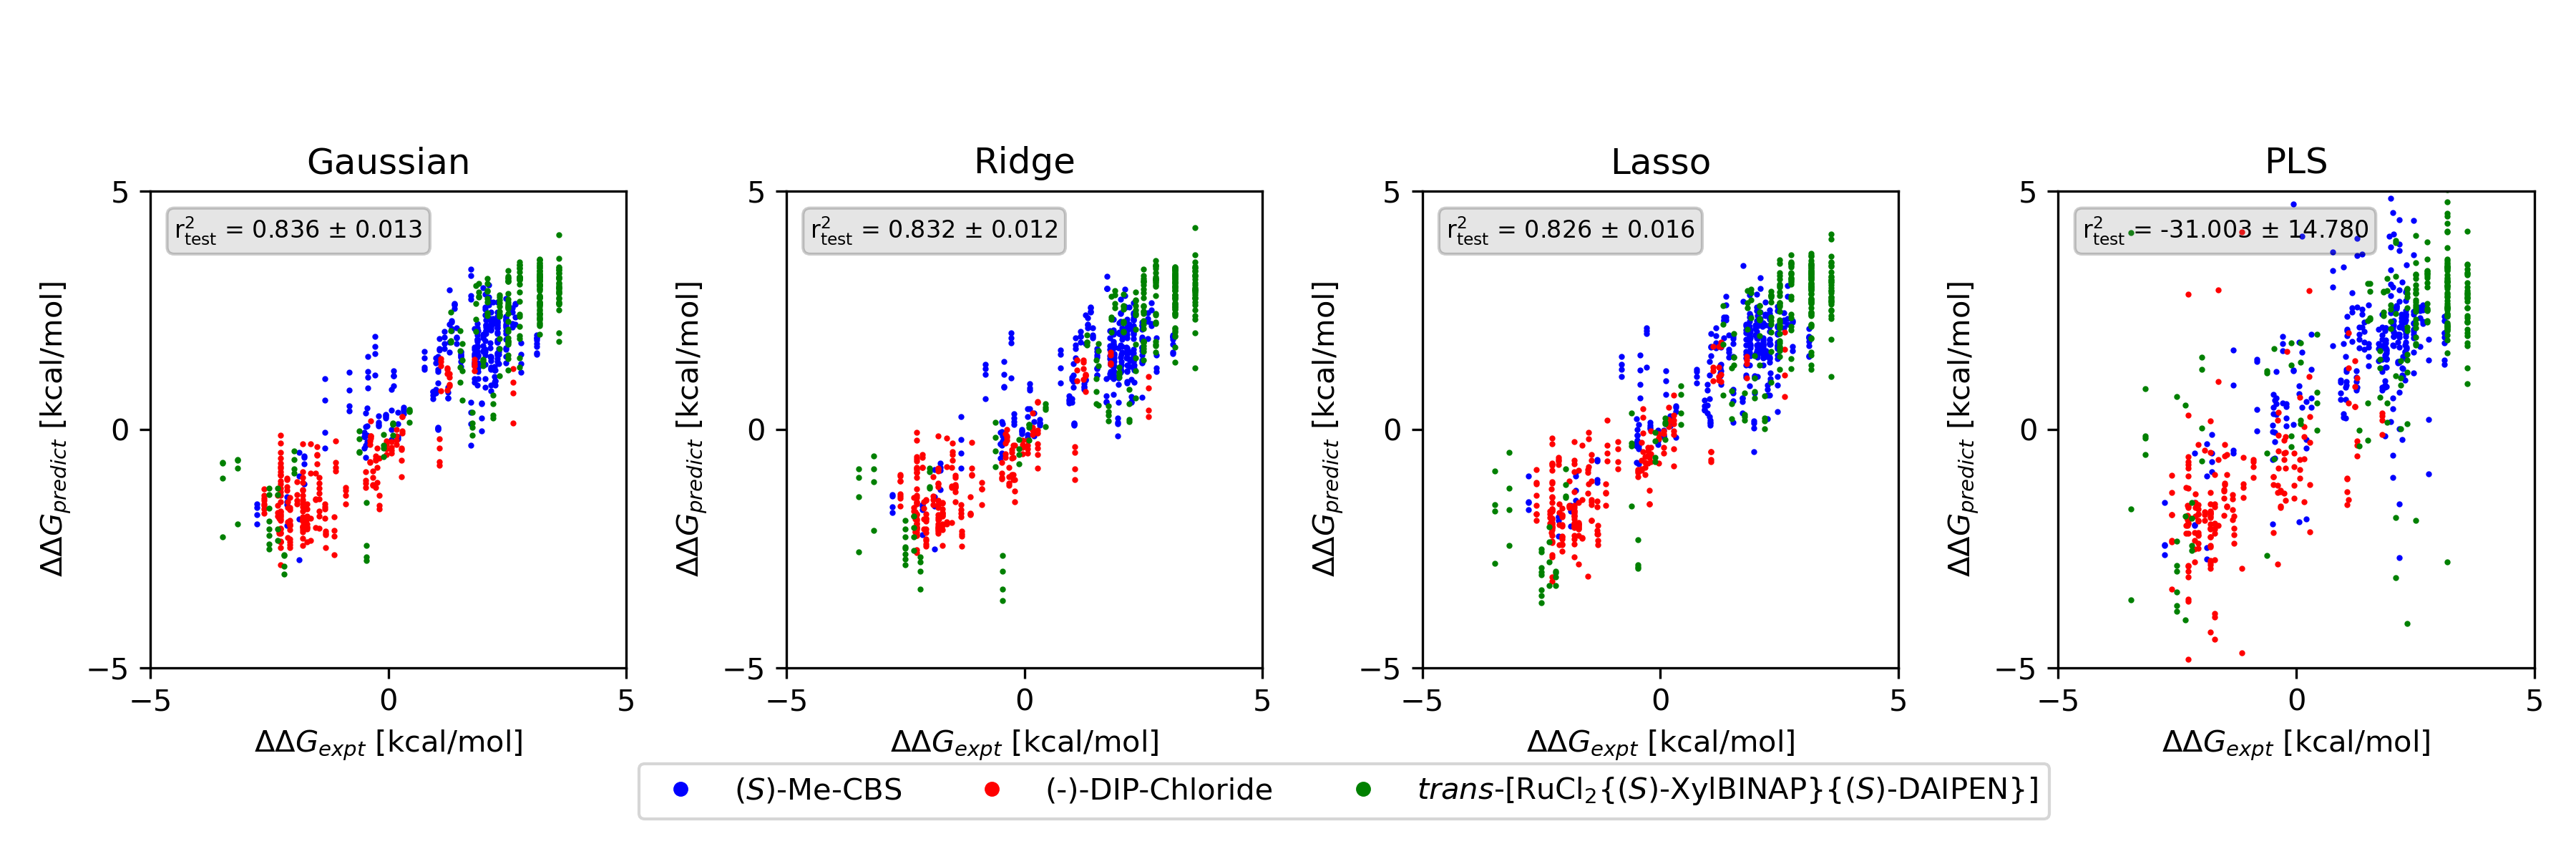 Gaussian
Ridge
Lasso
PLS
5
r²test = 0.836 ± 0.013
0
−5
−5
0
5
ΔΔGpredict [kcal/mol]
ΔΔGexpt [kcal/mol]
5
r²test = 0.832 ± 0.012
0
−5
−5
0
5
ΔΔGpredict [kcal/mol]
ΔΔGexpt [kcal/mol]
5
r²test = 0.826 ± 0.016
0
−5
−5
0
5
ΔΔGpredict [kcal/mol]
ΔΔGexpt [kcal/mol]
5
r²test = -31.003 ± 14.780
0
−5
−5
0
5
ΔΔGpredict [kcal/mol]
ΔΔGexpt [kcal/mol]
(S)-Me-CBS
(-)-DIP-Chloride
trans-[RuCl₂{(S)-XylBINAP}{(S)-DAIPEN}]